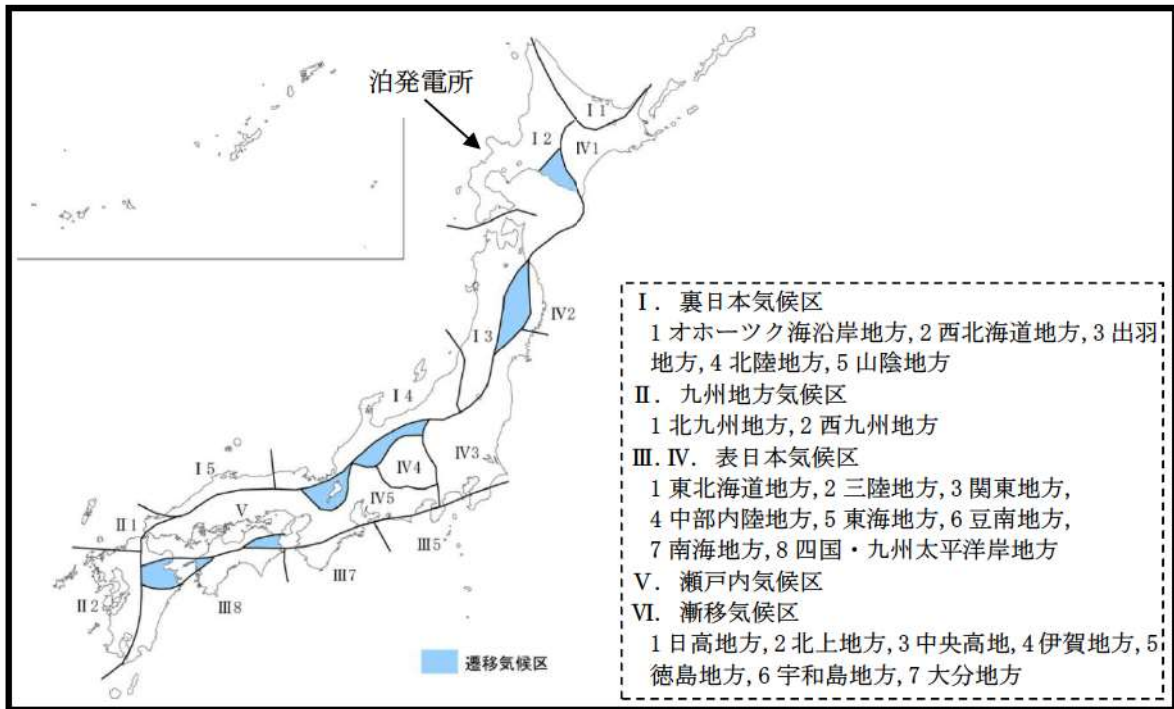 泊発電所
Ⅰ1
Ⅰ2
Ⅳ1
Ⅳ2
Ⅰ3
Ⅰ4
Ⅳ3
Ⅳ4
Ⅰ5
Ⅳ5
Ⅴ
Ⅱ1
Ⅲ5
Ⅲ7
Ⅱ2
Ⅲ8
遷移気候区
Ⅰ. 裏日本気候区
1 オホーツク海沿岸地方, 2 西北海道地方, 3 出羽
地方, 4 北陸地方, 5 山陰地方
Ⅱ. 九州地方気候区
1 北九州地方, 2 西九州地方
Ⅲ. Ⅳ. 表日本気候区
1 東北海道地方, 2 三陸地方, 3 関東地方,
4 中部内陸地方, 5 東海地方, 6 豆南地方,
7 南海地方, 8 四国・九州太平洋岸地方
Ⅴ. 瀬戸内気候区
Ⅵ. 漸移気候区
1 日高地方, 2 北上地方, 3 中央高地, 4 伊賀地方, 5
徳島地方, 6 宇和島地方, 7 大分地方